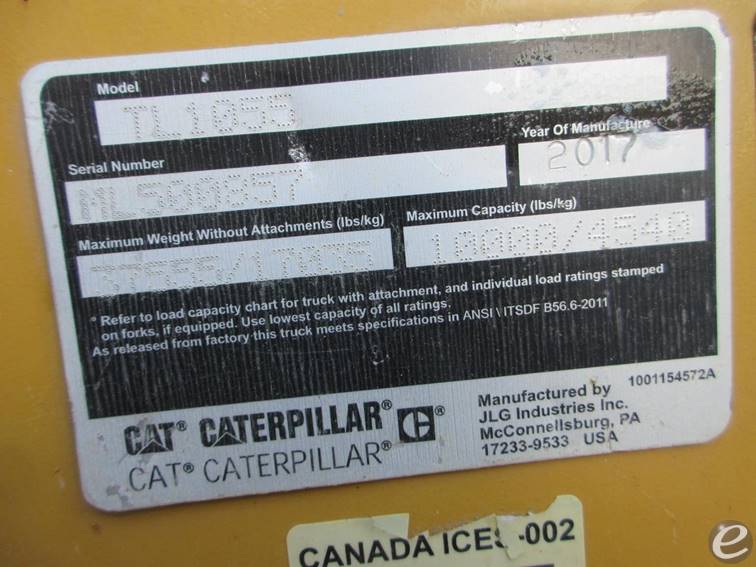 Model
TL1055
Serial Number
ML500857
Year Of Manufacture
2017
Maximum Weight Without Attachments (lbs/kg)
Maximum Capacity (lbs/kg)
10000/4540
* Refer to load capacity chart for truck with attachment, and individual load ratings stamped
on forks, if equipped. Use lowest capacity of all ratings.
As released from factory this truck meets specifications in ANSI \ ITSDF B56.6-2011
CAT® CATERPILLAR® C
CAT® CATERPILLAR®
Manufactured by
JLG Industries Inc.
McConnellsburg, PA
17233-9533 USA
1001154572A
CANADA ICES-002
e